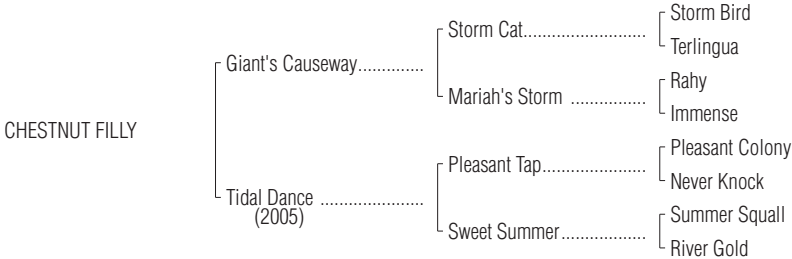 Storm Bird
Storm Cat......................
Terlingua
Giant's Causeway..............
Rahy
Mariah's Storm ................
Immense
CHESTNUT FILLY
Pleasant Colony
Pleasant Tap....................
Never Knock
Tidal Dance ......................
(2005)
Summer Squall
Sweet Summer.................
River Gold